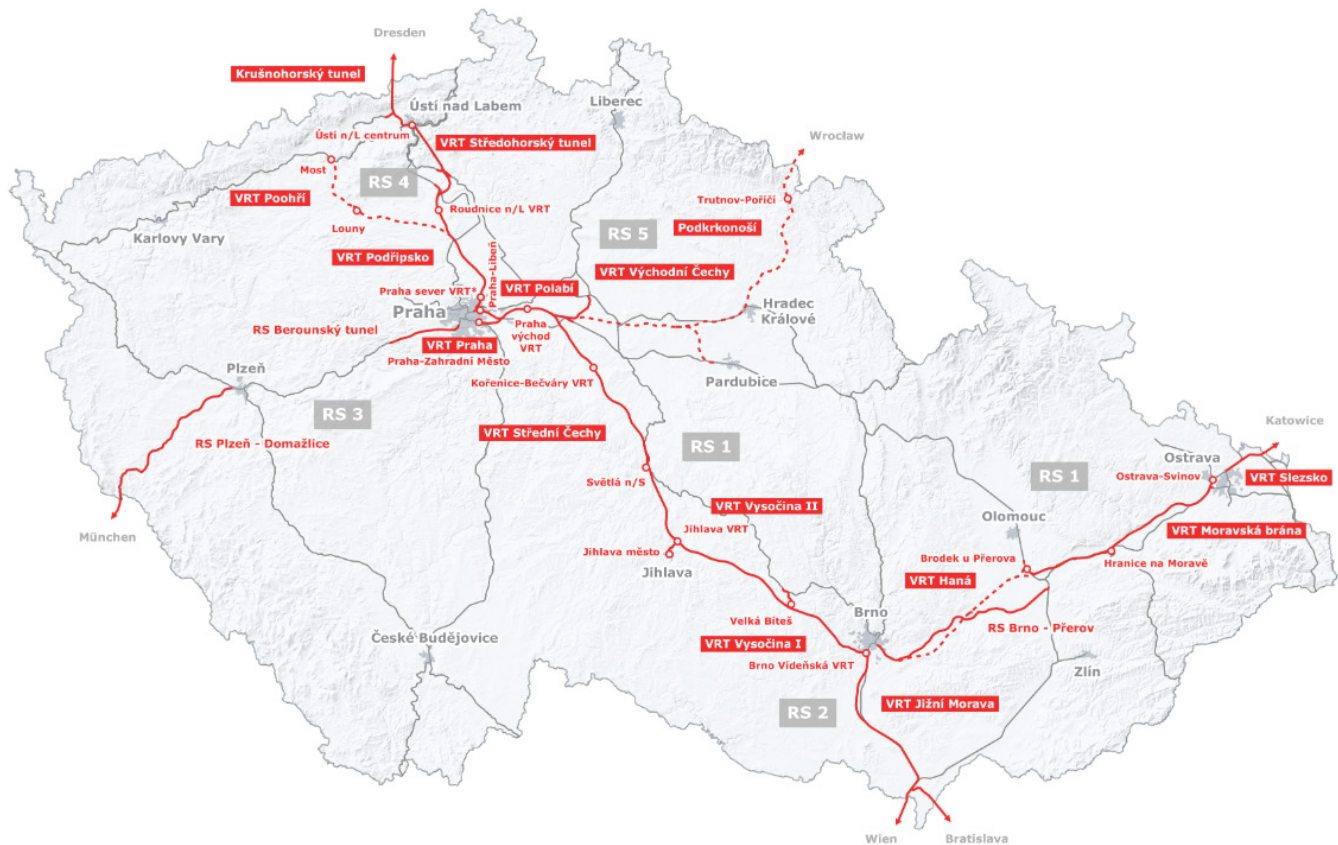 Dresden
Krušnohorský tunel
Ústí nad Labem
Liberec
Ústí n/L centrum
VRT Středohorský tunel
Wrocław
Most
RS 4
VRT Poohří
Trutnov-Poříčí
Roudnice n/L VRT
Louny
Karlovy Vary
RS 5
Podkrkonoší
VRT Podřipsko
Praha-Libeň
VRT Východní Čechy
Praha sever VRT*
VRT Polabí
Praha
Hradec
Králové
RS Berounský tunel
Praha
východ
VRT
VRT Praha
Praha-Zahradní Město
Plzeň
Kořenice-Bečváry VRT
Pardubice
RS 3
VRT Střední Čechy
RS 1
Katowice
RS Plzeň - Domažlice
Ostrava
RS 1
Světlá n/S
Ostrava-Svinov
VRT Slezsko
VRT Vysočina II
Olomouc
Jihlava VRT
München
VRT Moravská brána
Jihlava město
Brodek u Přerova
Hranice na Moravě
Jihlava
VRT Haná
Velká Bíteš
Brno
RS Brno - Přerov
České Budějovice
VRT Vysočina I
Brno Vídeňská VRT
Zlín
VRT Jižní Morava
RS 2
Wien
Bratislava